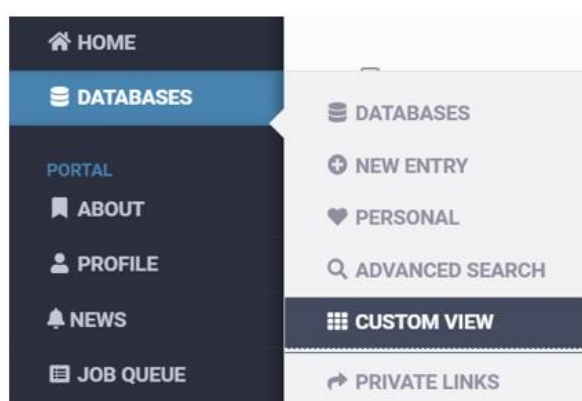 HOME
DATABASES
PORTAL
ABOUT
PROFILE
NEWS
JOB QUEUE
DATABASES
NEW ENTRY
PERSONAL
ADVANCED SEARCH
CUSTOM VIEW
PRIVATE LINKS